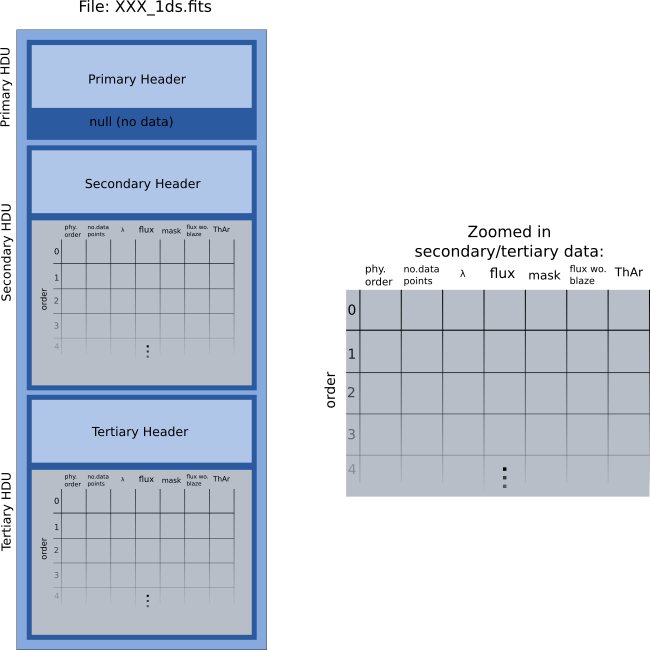 File: XXX_1ds.fits
Primary HDU
Primary Header
null (no data)
Secondary HDU
Secondary Header
phy. order
no.data points
λ
flux
mask
flux wo. blaze
ThAr
order
0
1
2
3
4
Tertiary HDU
Tertiary Header
phy. order
no.data points
λ
flux
mask
flux wo. blaze
ThAr
order
0
1
2
3
4
Zoomed in
secondary/tertiary data:
phy. order
no.data points
λ
flux
mask
flux wo. blaze
ThAr
order
0
1
2
3
4